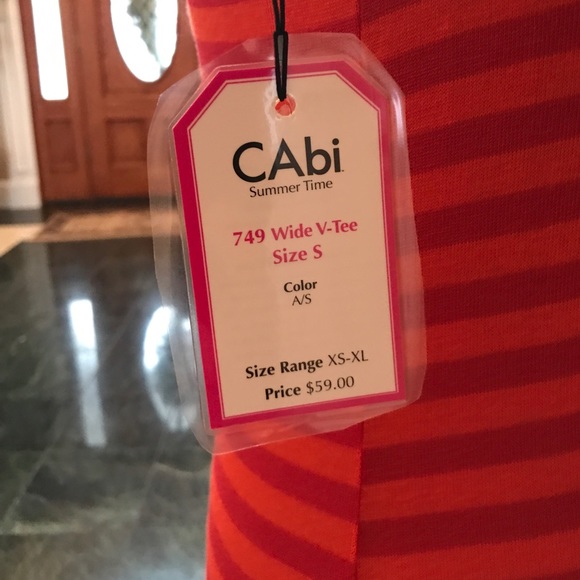 CAbi
Summer Time
749 Wide V-Tee
Size S
Color
A/S
Size Range XS-XL
Price $59.00